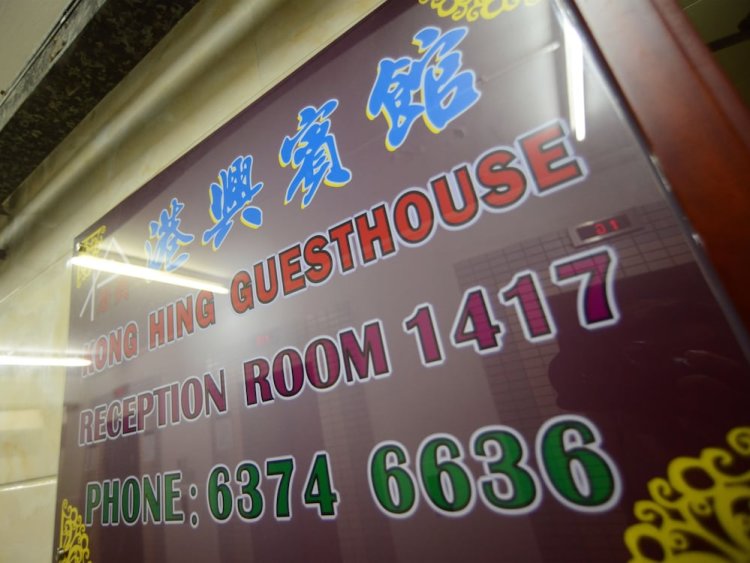 港興賓館
HONG HING GUESTHOUSE
RECEPTION ROOM 1417
PHONE: 6374 6636